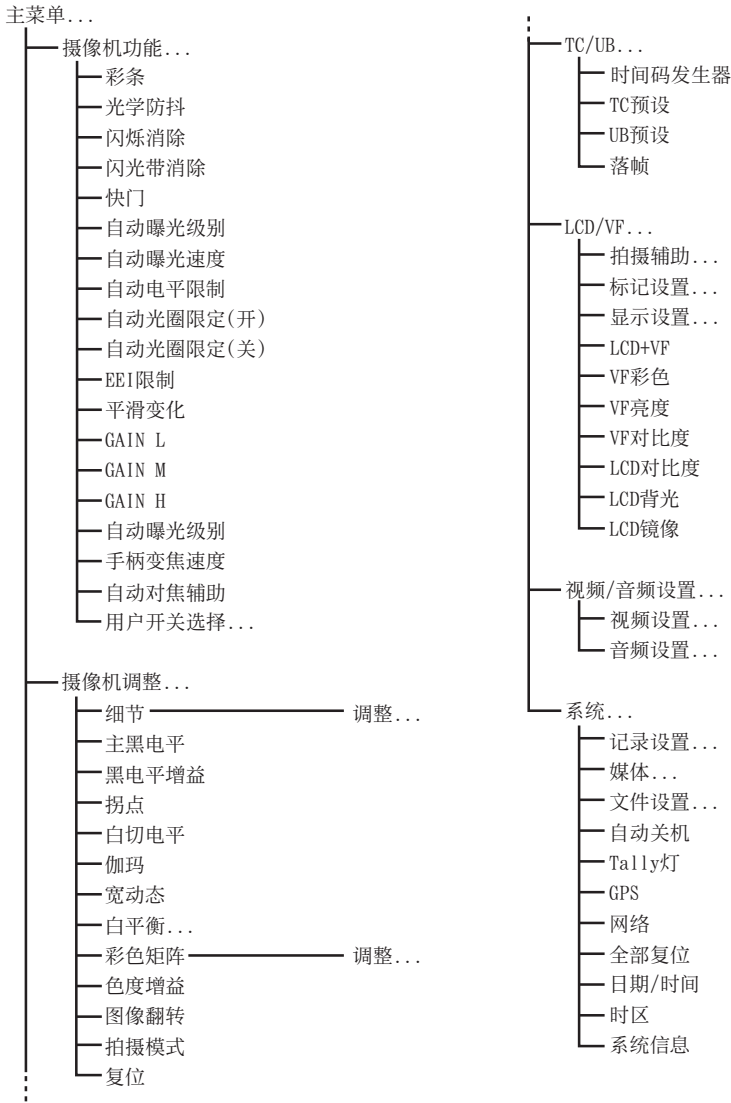 主菜单...
摄像机功能...
彩条
光学防抖
闪烁消除
闪光带消除
快门
自动曝光级别
自动曝光速度
自动电平限制
自动光圈限定(开)
自动光圈限定(关)
EEI限制
平滑变化
GAIN L
GAIN M
GAIN H
自动曝光级别
手柄变焦速度
自动对焦辅助
用户开关选择...
摄像机调整...
细节 调整...
主黑电平
黑电平增益
拐点
白切电平
伽玛
宽动态
白平衡...
彩色矩阵 调整...
色度增益
图像翻转
拍摄模式
复位
TC/UB...
时间码发生器
TC预设
UB预设
落帧
LCD/VF...
拍摄辅助...
标记设置...
显示设置...
LCD+VF
VF彩色
VF亮度
VF对比度
LCD对比度
LCD背光
LCD镜像
视频/音频设置...
视频设置...
音频设置...
系统...
记录设置...
媒体...
文件设置...
自动关机
Tally灯
GPS
网络
全部复位
日期/时间
时区
系统信息